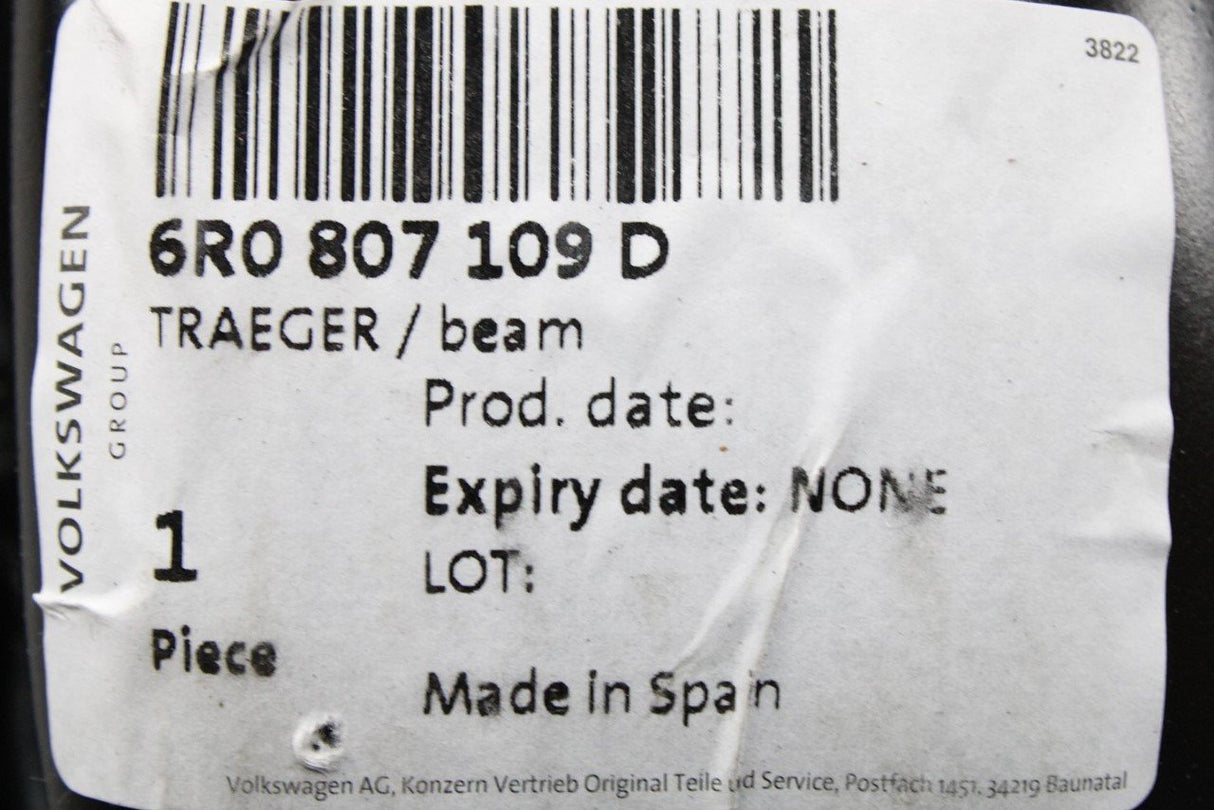 3822
6R0 807 109 D
TRAEGER / beam
Prod. date:
Expiry date: NONE
LOT:
1
Piece
Made in Spain
VOLKSWAGEN
GROUP
Volkswagen AG, Konzern Vertrieb Original Teile ud Service, Postfach 1451, 34219 Baunatal